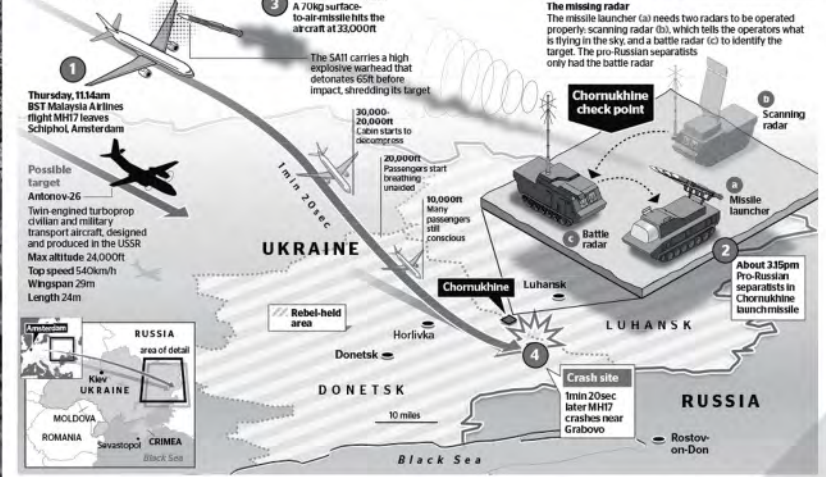 3
A 70kg surface-
to-air-missile hits the
aircraft at 33,000ft
The missing radar
The missile launcher (a) needs two radars to be operated
properly: scanning radar (b), which tells the operators what
is flying in the sky, and a battle radar (c) to identify the
target. The pro-Russian separatists
only had the battle radar
1
Thursday, 11.14am
BST Malaysia Airlines
flight MH17 leaves
Schiphol, Amsterdam
The SA11 carries a high
explosive warhead that
detonates 65ft before
impact, shredding its target
30,000-
20,000ft
Cabin starts to
decompress
20,000ft
Passengers start
breathing
unaided
10,000ft
Many
passengers
still
conscious
1min 20sec
Possible
target
Antonov-26
Twin-engined turboprop
civilian and military
transport aircraft, designed
and produced in the USSR
Max altitude 24,000ft
Top speed 540km/h
Wingspan 29m
Length 24m
Chornukhine
check point
b
Scanning
radar
a
Missile
launcher
c
Battle
radar
2
About 3.15pm
Pro-Russian
separatists in
Chornukhine
launch missile
UKRAINE
Chornukhine
Luhansk
LUHANSK
Rebel-held
area
Horlivka
Donetsk
DONETSK
10 miles
4
Crash site
1min 20sec
later MH17
crashes near
Grabovo
RUSSIA
Rostov-
on-Don
Black Sea
Amsterdam
RUSSIA
area of detail
Kiev
UKRAINE
MOLDOVA
ROMANIA
Sevastopol
CRIMEA
Black Sea